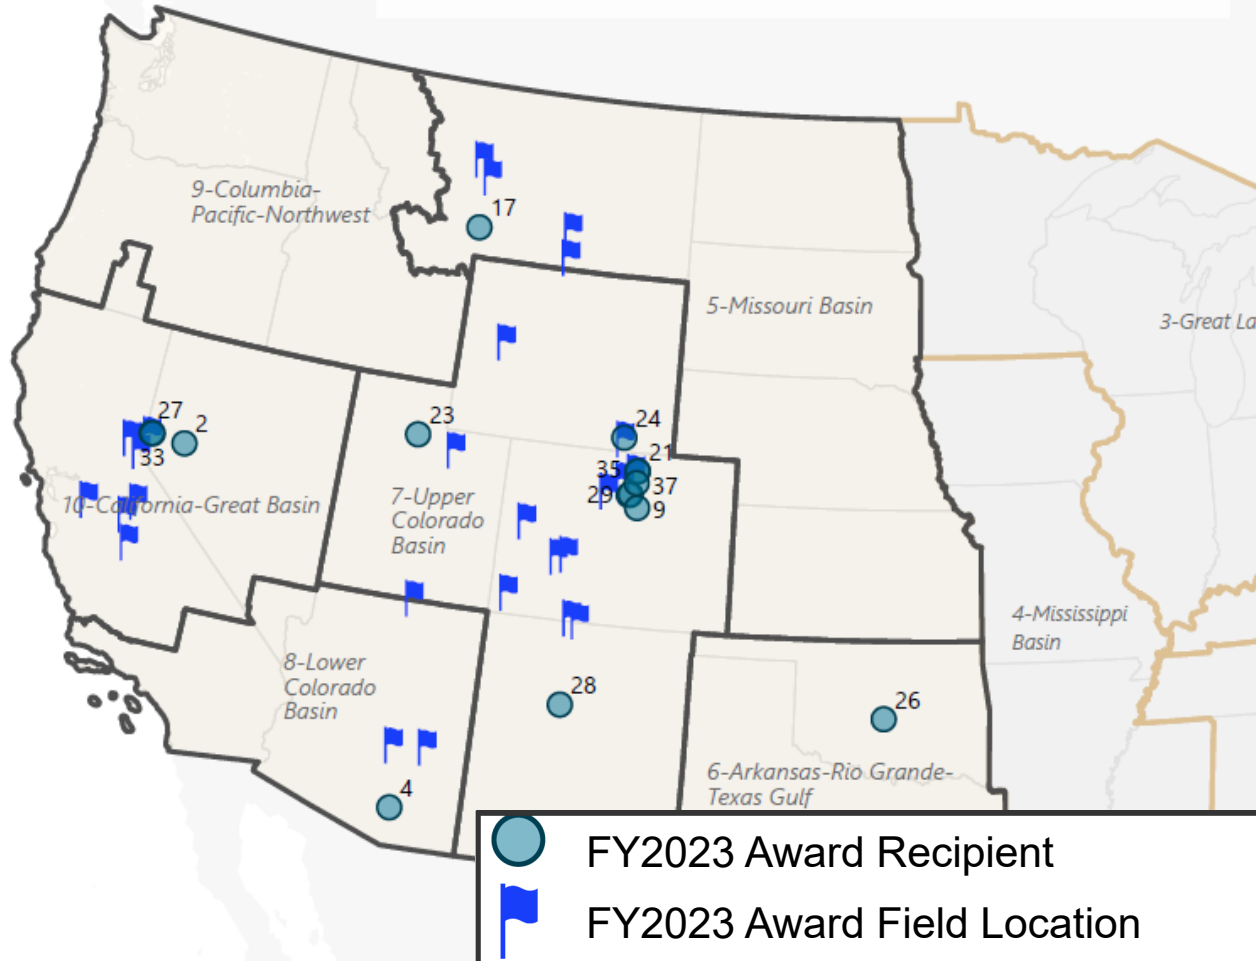 17
9-Columbia-
Pacific-Northwest
5-Missouri Basin
3-Great La
27
2
33
23
24
21
35
37
29
9
10-California-Great Basin
7-Upper
Colorado
Basin
4-Mississippi
Basin
8-Lower
Colorado
Basin
28
26
6-Arkansas-Rio Grande-
Texas Gulf
4
FY2023 Award Recipient
FY2023 Award Field Location